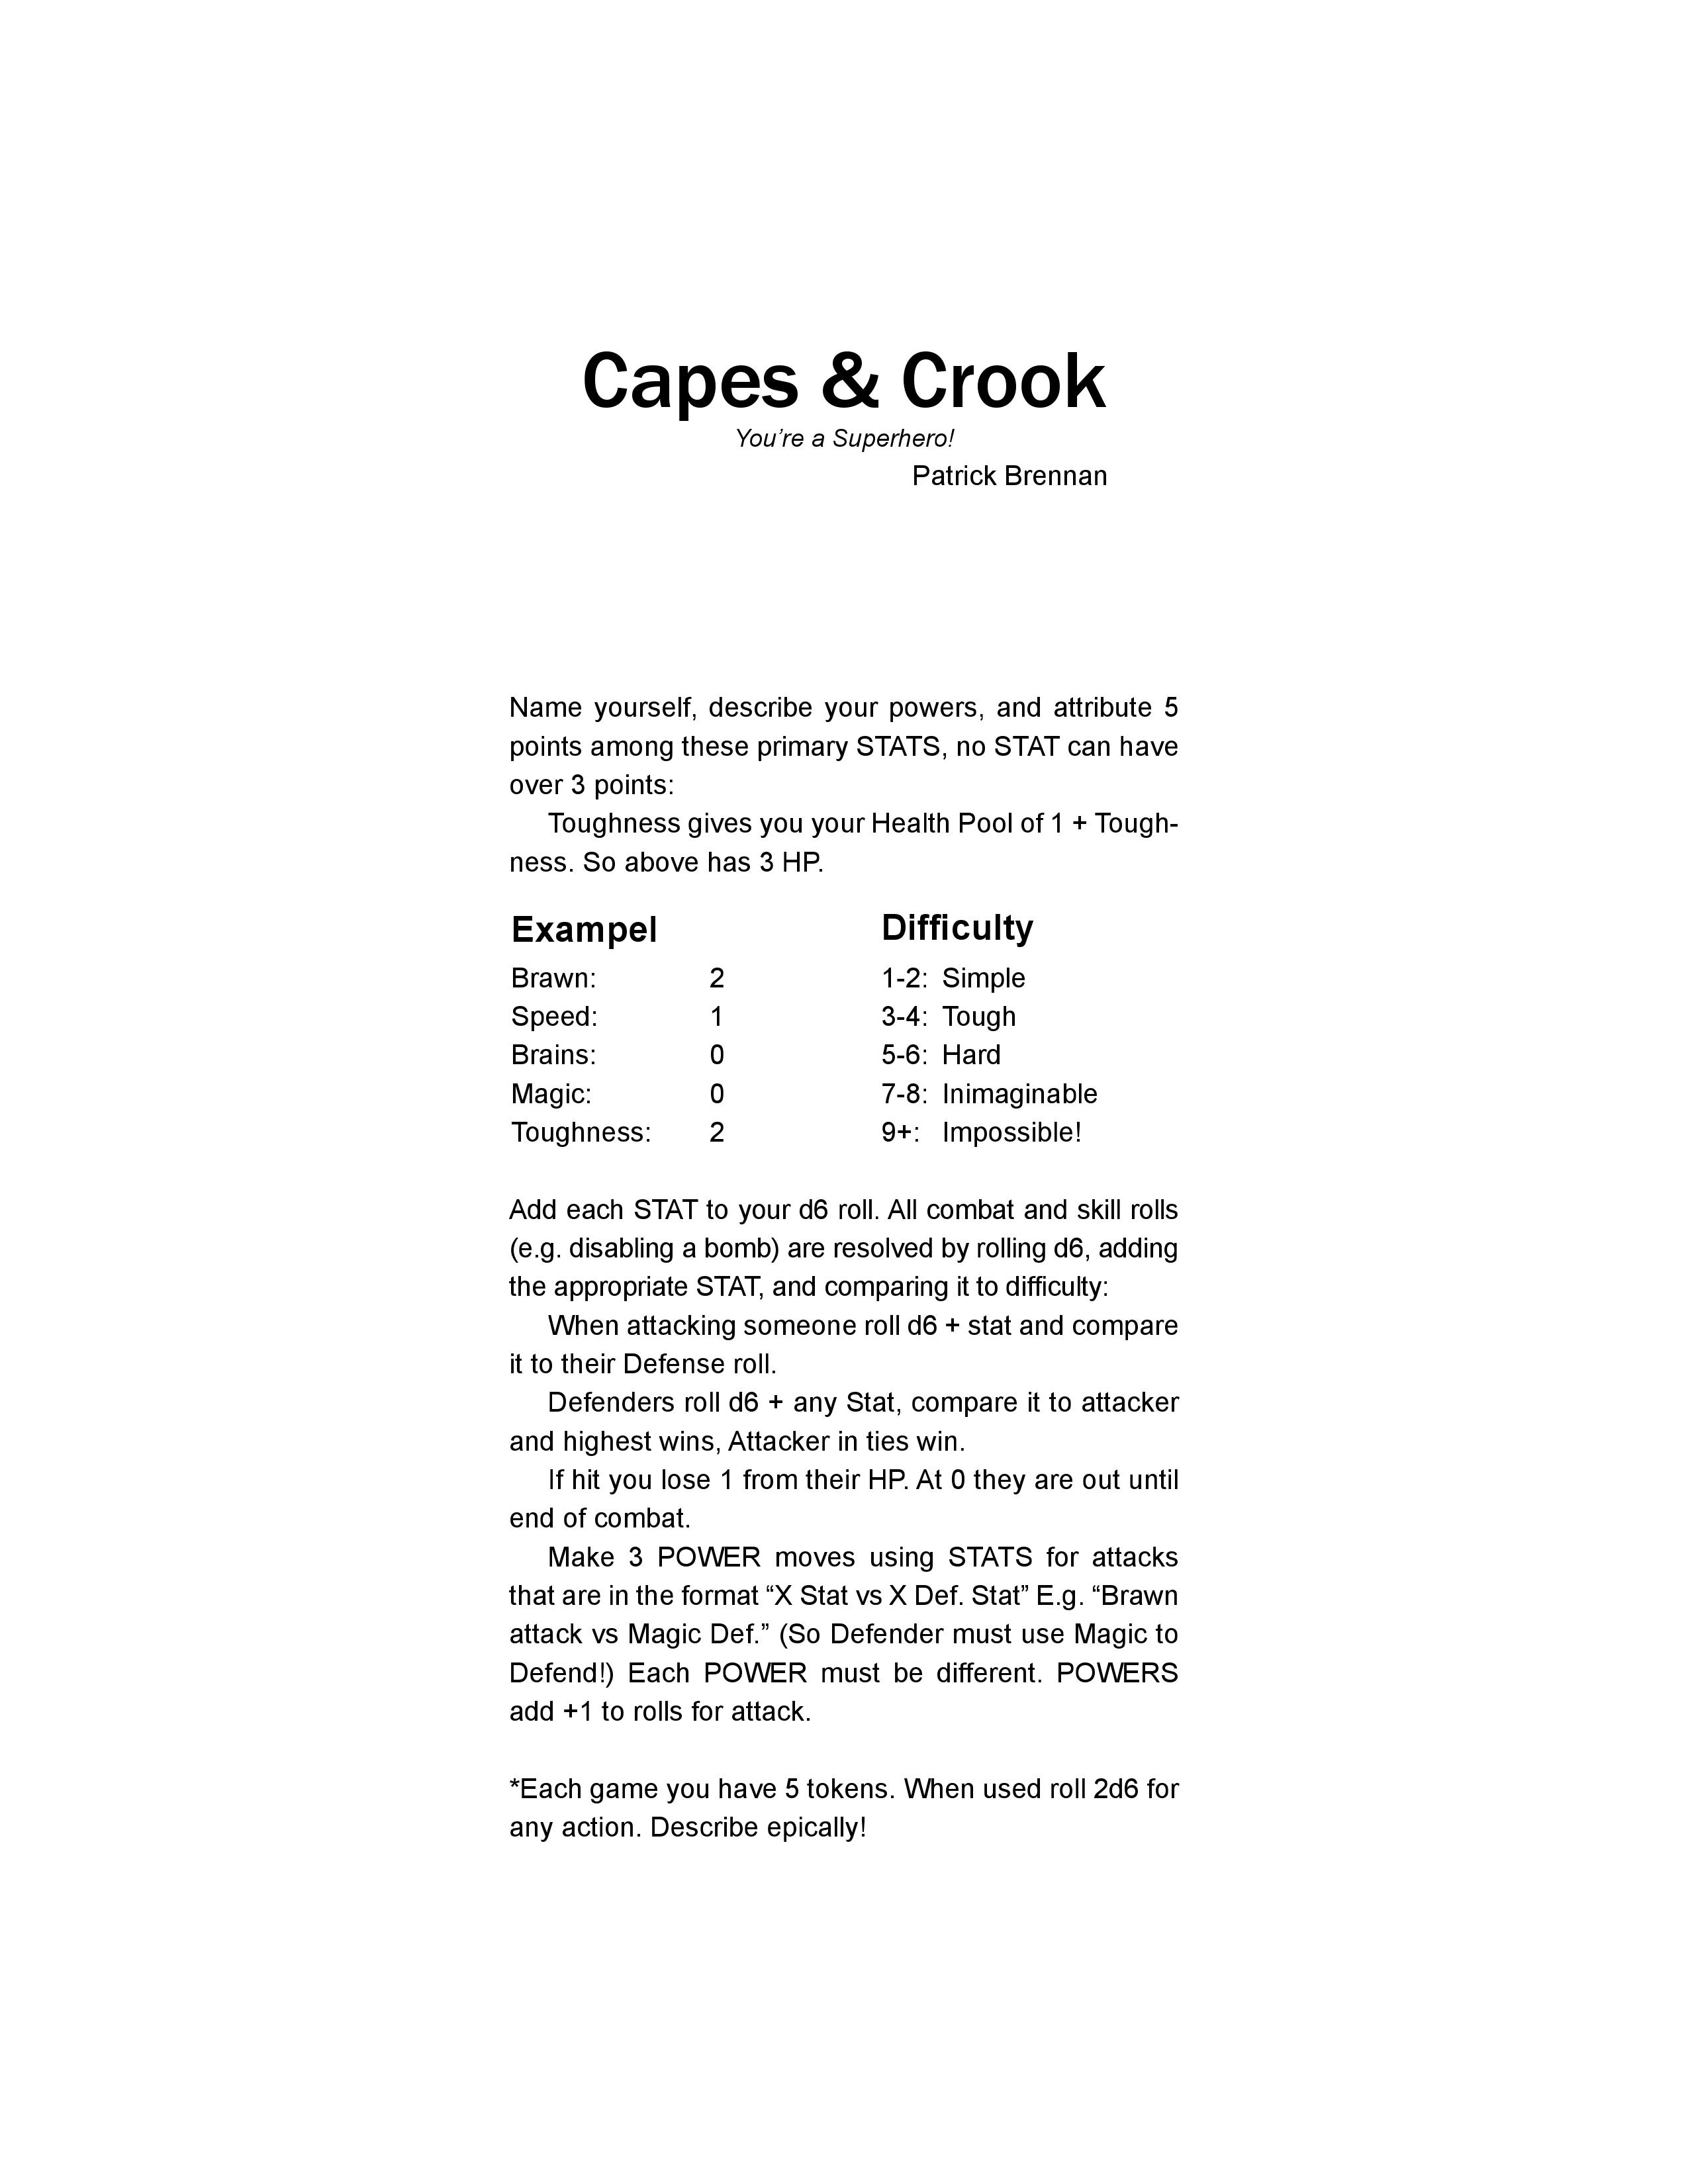 Capes & Crook
You’re a Superhero!
Patrick Brennan
Name yourself, describe your powers, and attribute 5
points among these primary STATS, no STAT can have
over 3 points:
Toughness gives you your Health Pool of 1 + Tough-
ness. So above has 3 HP.
Exampel
Brawn: 2
Speed: 1
Brains: 0
Magic: 0
Toughness: 2
Difficulty
1-2: Simple
3-4: Tough
5-6: Hard
7-8: Inimaginable
9+: Impossible!
Add each STAT to your d6 roll. All combat and skill rolls
(e.g. disabling a bomb) are resolved by rolling d6, adding
the appropriate STAT, and comparing it to difficulty:
When attacking someone roll d6 + stat and compare
it to their Defense roll.
Defenders roll d6 + any Stat, compare it to attacker
and highest wins, Attacker in ties win.
If hit you lose 1 from their HP. At 0 they are out until
end of combat.
Make 3 POWER moves using STATS for attacks
that are in the format “X Stat vs X Def. Stat” E.g. “Brawn
attack vs Magic Def.” (So Defender must use Magic to
Defend!) Each POWER must be different. POWERS
add +1 to rolls for attack.
*Each game you have 5 tokens. When used roll 2d6 for
any action. Describe epically!